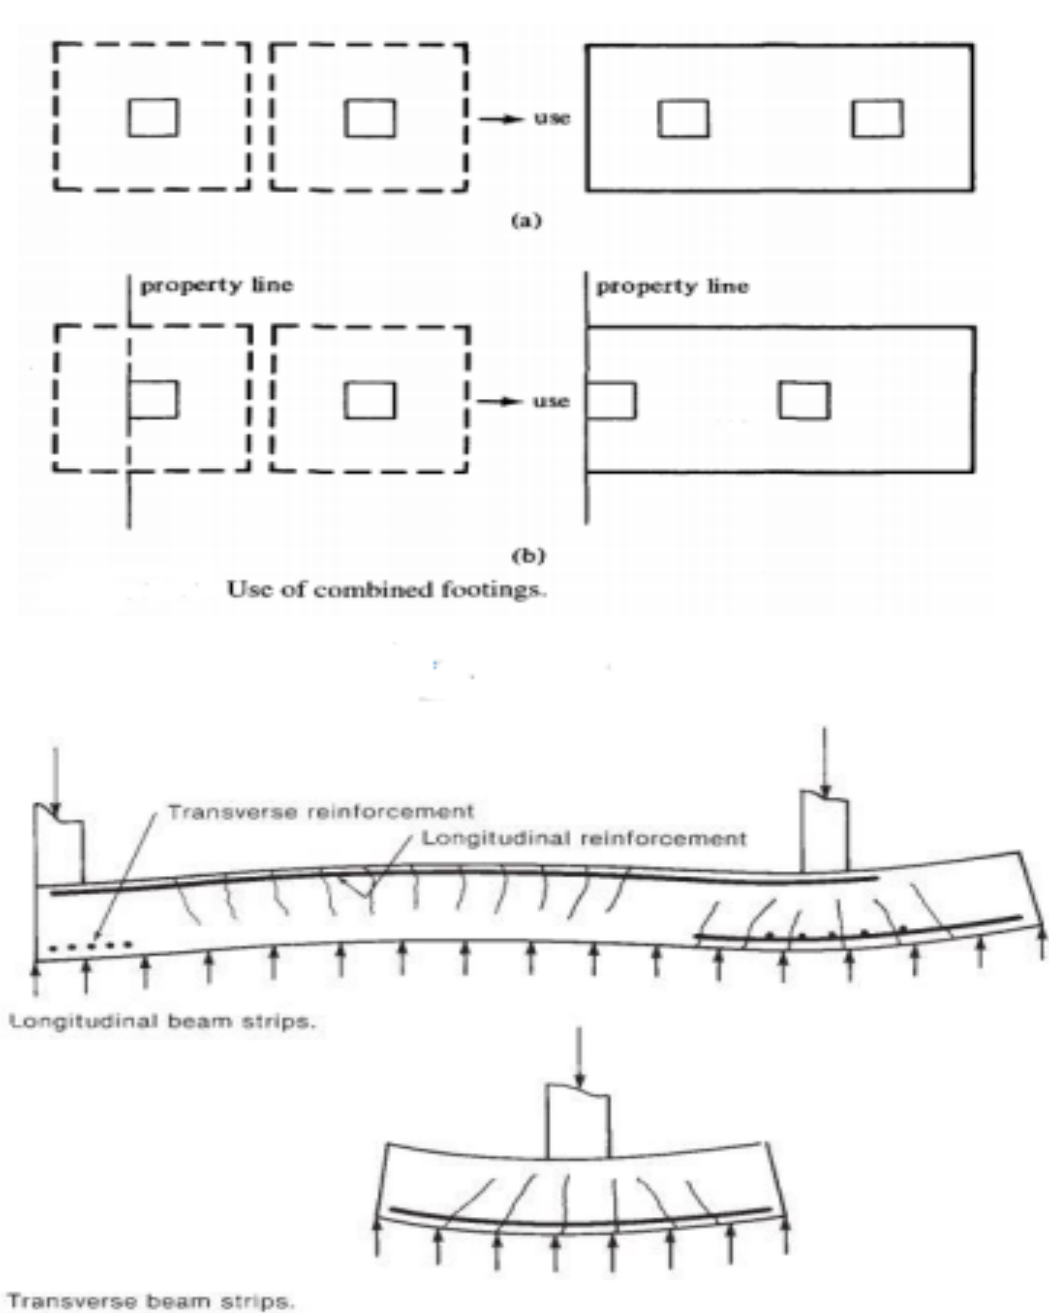 use
(a)
property line
property line
use
(b)
Use of combined footings.
Transverse reinforcement
Longitudinal reinforcement
Longitudinal beam strips.
Transverse beam strips.